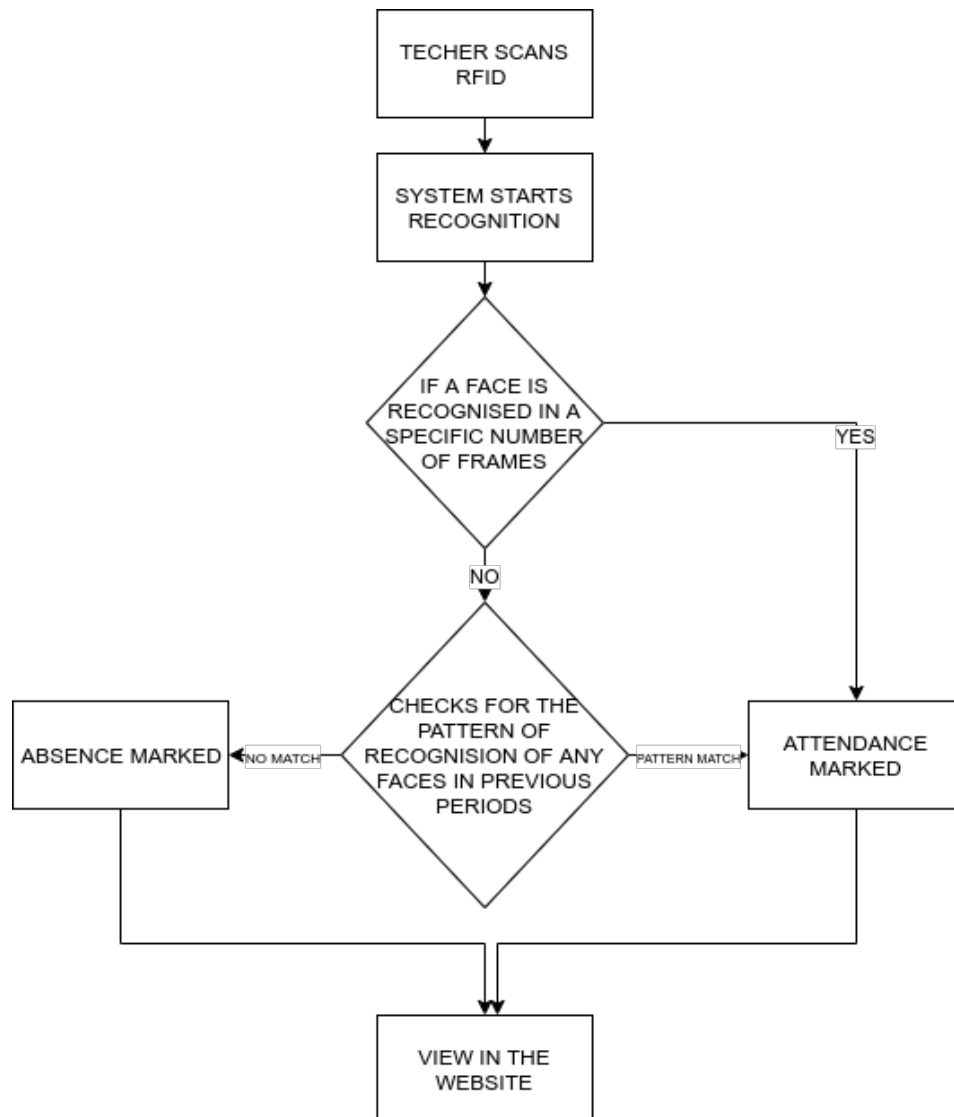 TECHER SCANS
RFID
SYSTEM STARTS
RECOGNITION
IF A FACE IS
RECOGNISED IN A
SPECIFIC NUMBER
OF FRAMES
YES
NO
CHECKS FOR THE
PATTERN OF
RECOGNISION OF ANY
FACES IN PREVIOUS
PERIODS
ABSENCE MARKED
NO MATCH
PATTERN MATCH
ATTENDANCE
MARKED
VIEW IN THE
WEBSITE